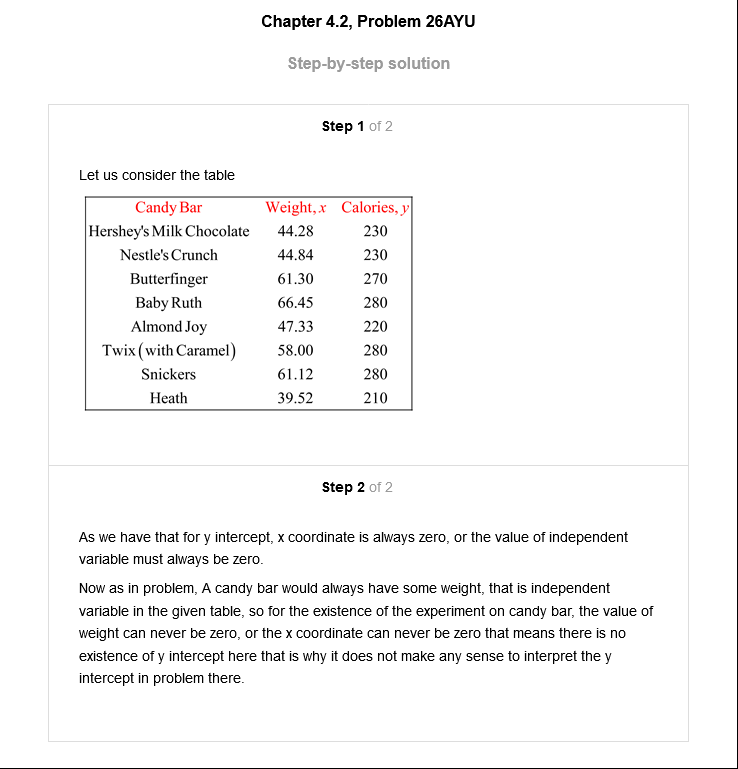 Chapter 4.2, Problem 26AYU
Step-by-step solution
Step 1 of 2
Let us consider the table
Candy Bar Weight, x Calories, y
Hershey's Milk Chocolate 44.28 230
Nestle's Crunch 44.84 230
Butterfinger 61.30 270
Baby Ruth 66.45 280
Almond Joy 47.33 220
Twix (with Caramel) 58.00 280
Snickers 61.12 280
Heath 39.52 210
Step 2 of 2
As we have that for y intercept, x coordinate is always zero, or the value of independent
variable must always be zero.
Now as in problem, A candy bar would always have some weight, that is independent
variable in the given table, so for the existence of the experiment on candy bar, the value of
weight can never be zero, or the x coordinate can never be zero that means there is no
existence of y intercept here that is why it does not make any sense to interpret the y
intercept in problem there.